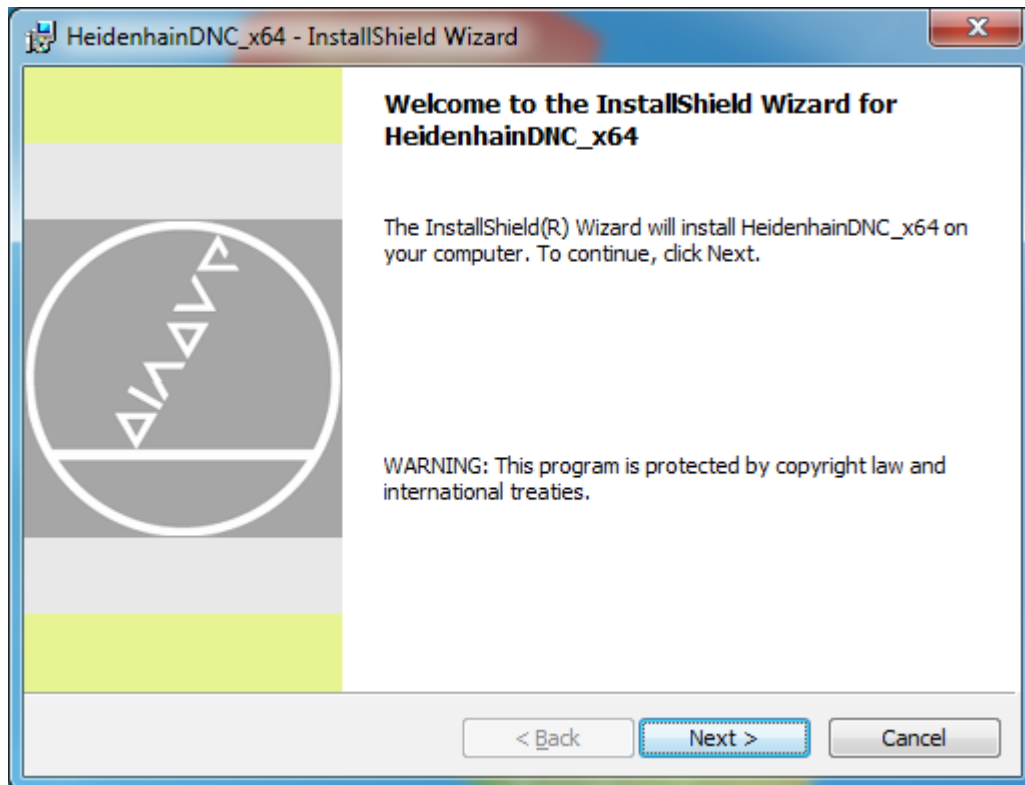 HeidenhainDNC_x64 - InstallShield Wizard
Welcome to the InstallShield Wizard for
HeidenhainDNC_x64
The InstallShield(R) Wizard will install HeidenhainDNC_x64 on
your computer. To continue, click Next.
WARNING: This program is protected by copyright law and
international treaties.
< Back
Next >
Cancel